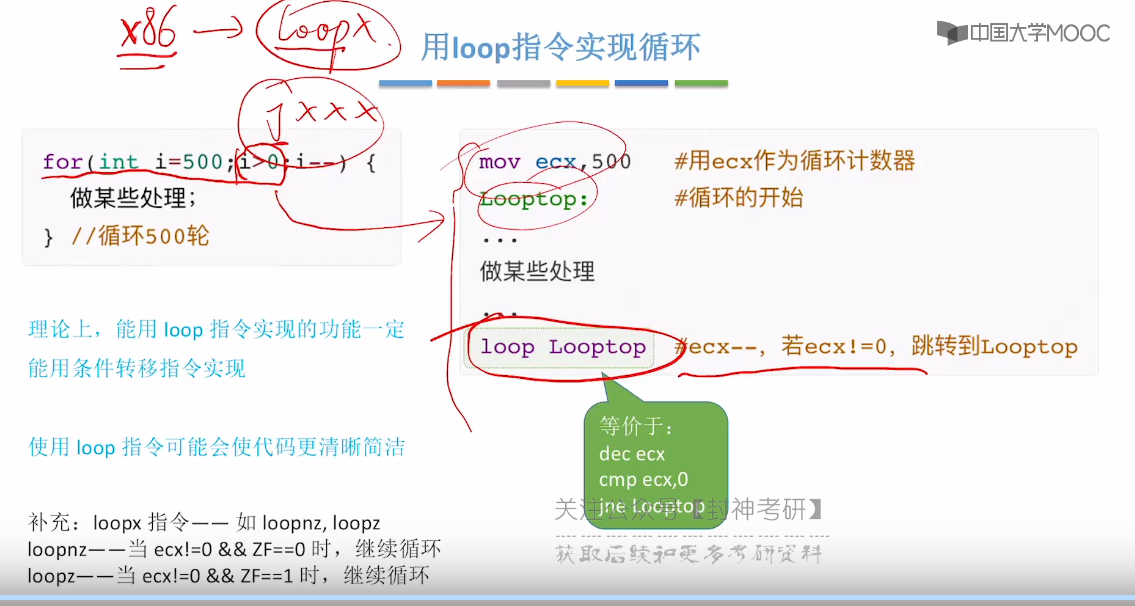 x86 → loopx
用loop指令实现循环
中国大学MOOC
jxxx
for(int i=500;i>0;i--) {
做某些处理;
} //循环500轮
mov ecx,500 #用ecx作为循环计数器
Looptop: #循环的开始
...
做某些处理
...
loop Looptop #ecx--，若ecx!=0，跳转到Looptop
理论上，能用 loop 指令实现的功能一定
能用条件转移指令实现
使用 loop 指令可能会使代码更清晰简洁
等价于：
dec ecx
cmp ecx,0
jne Looptop
补充：loopx 指令—— 如 loopnz, loopz
loopnz——当 ecx!=0 && ZF==0 时，继续循环
loopz——当 ecx!=0 && ZF==1 时，继续循环
关注公众号【封神考研】
获取后续和更多考研资料